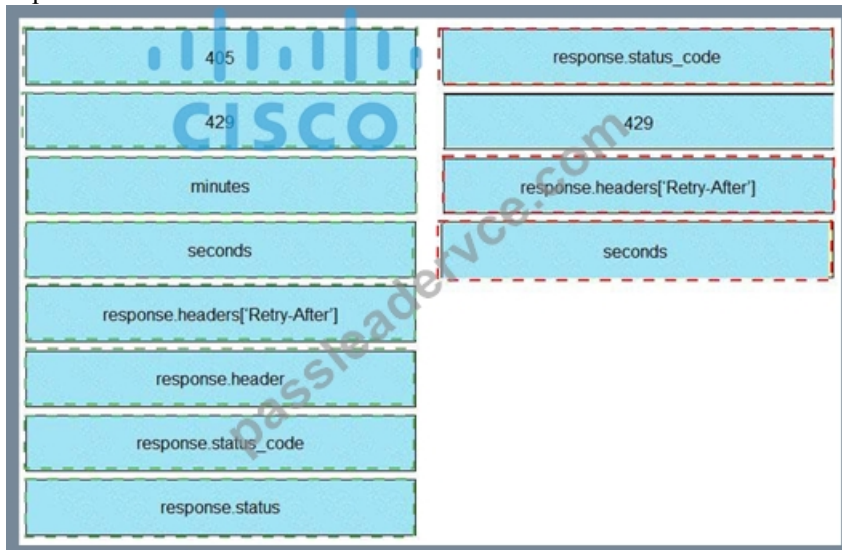 405
429
minutes
seconds
response.headers['Retry-After']
response.header
response.status_code
response.status
response.status_code
429
response.headers['Retry-After']
seconds
CISCO
passleadervce.com